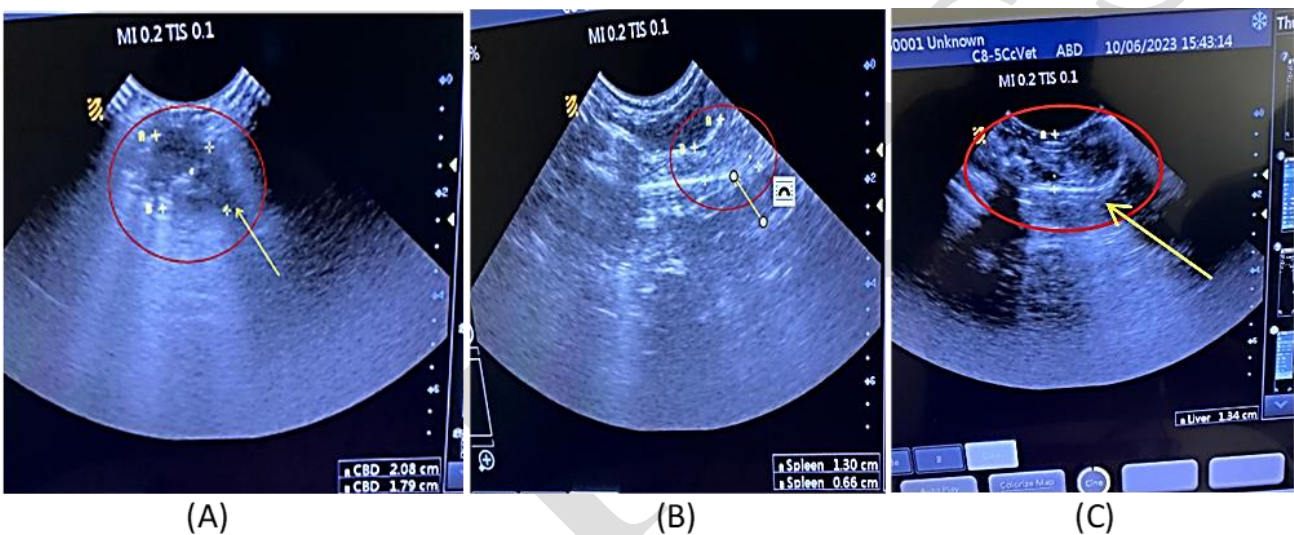 MI 0.2 TIS 0.1
CBD 2.08 cm
CBD 1.79 cm
(A)
%
MI 0.2 TIS 0.1
Spleen 1.30 cm
Spleen 0.66 cm
(B)
0001 Unknown
C8-5CcVet ABD 10/06/2023 15:43:14
MI 0.2 TIS 0.1
Liver 1.34 cm
Colorize Map
Cine
(C)